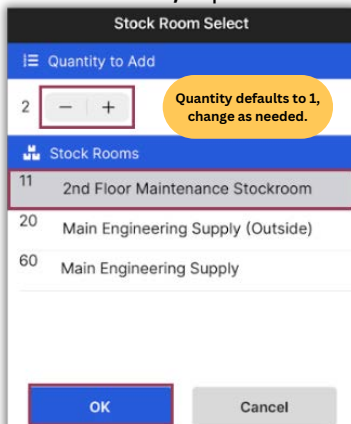 Stock Room Select
Quantity to Add
2 − +
Quantity defaults to 1,
change as needed.
Stock Rooms
11 2nd Floor Maintenance Stockroom
20 Main Engineering Supply (Outside)
60 Main Engineering Supply
OK Cancel